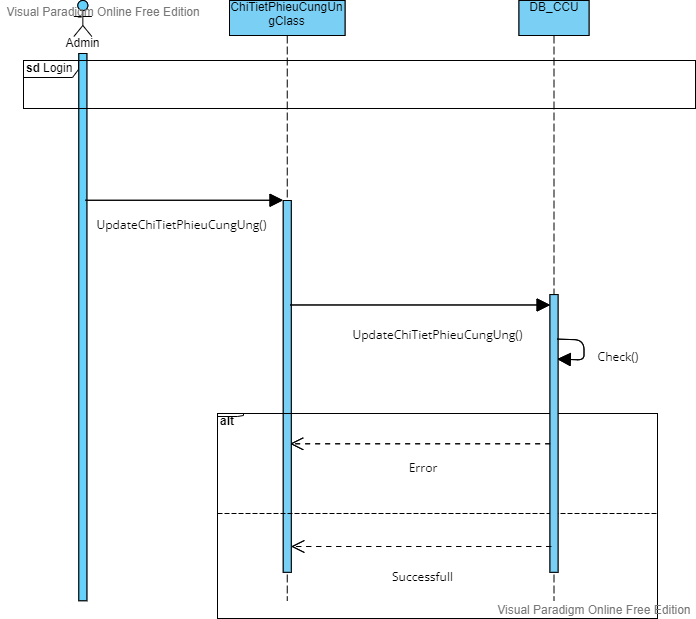 Visual Paradigm Online Free Edition
Admin
ChiTietPhieuCungUn
gClass
DB_CCU
sd Login
UpdateChiTietPhieuCungUng()
UpdateChiTietPhieuCungUng()
Check()
alt
Error
Successfull
Visual Paradigm Online Free Edition